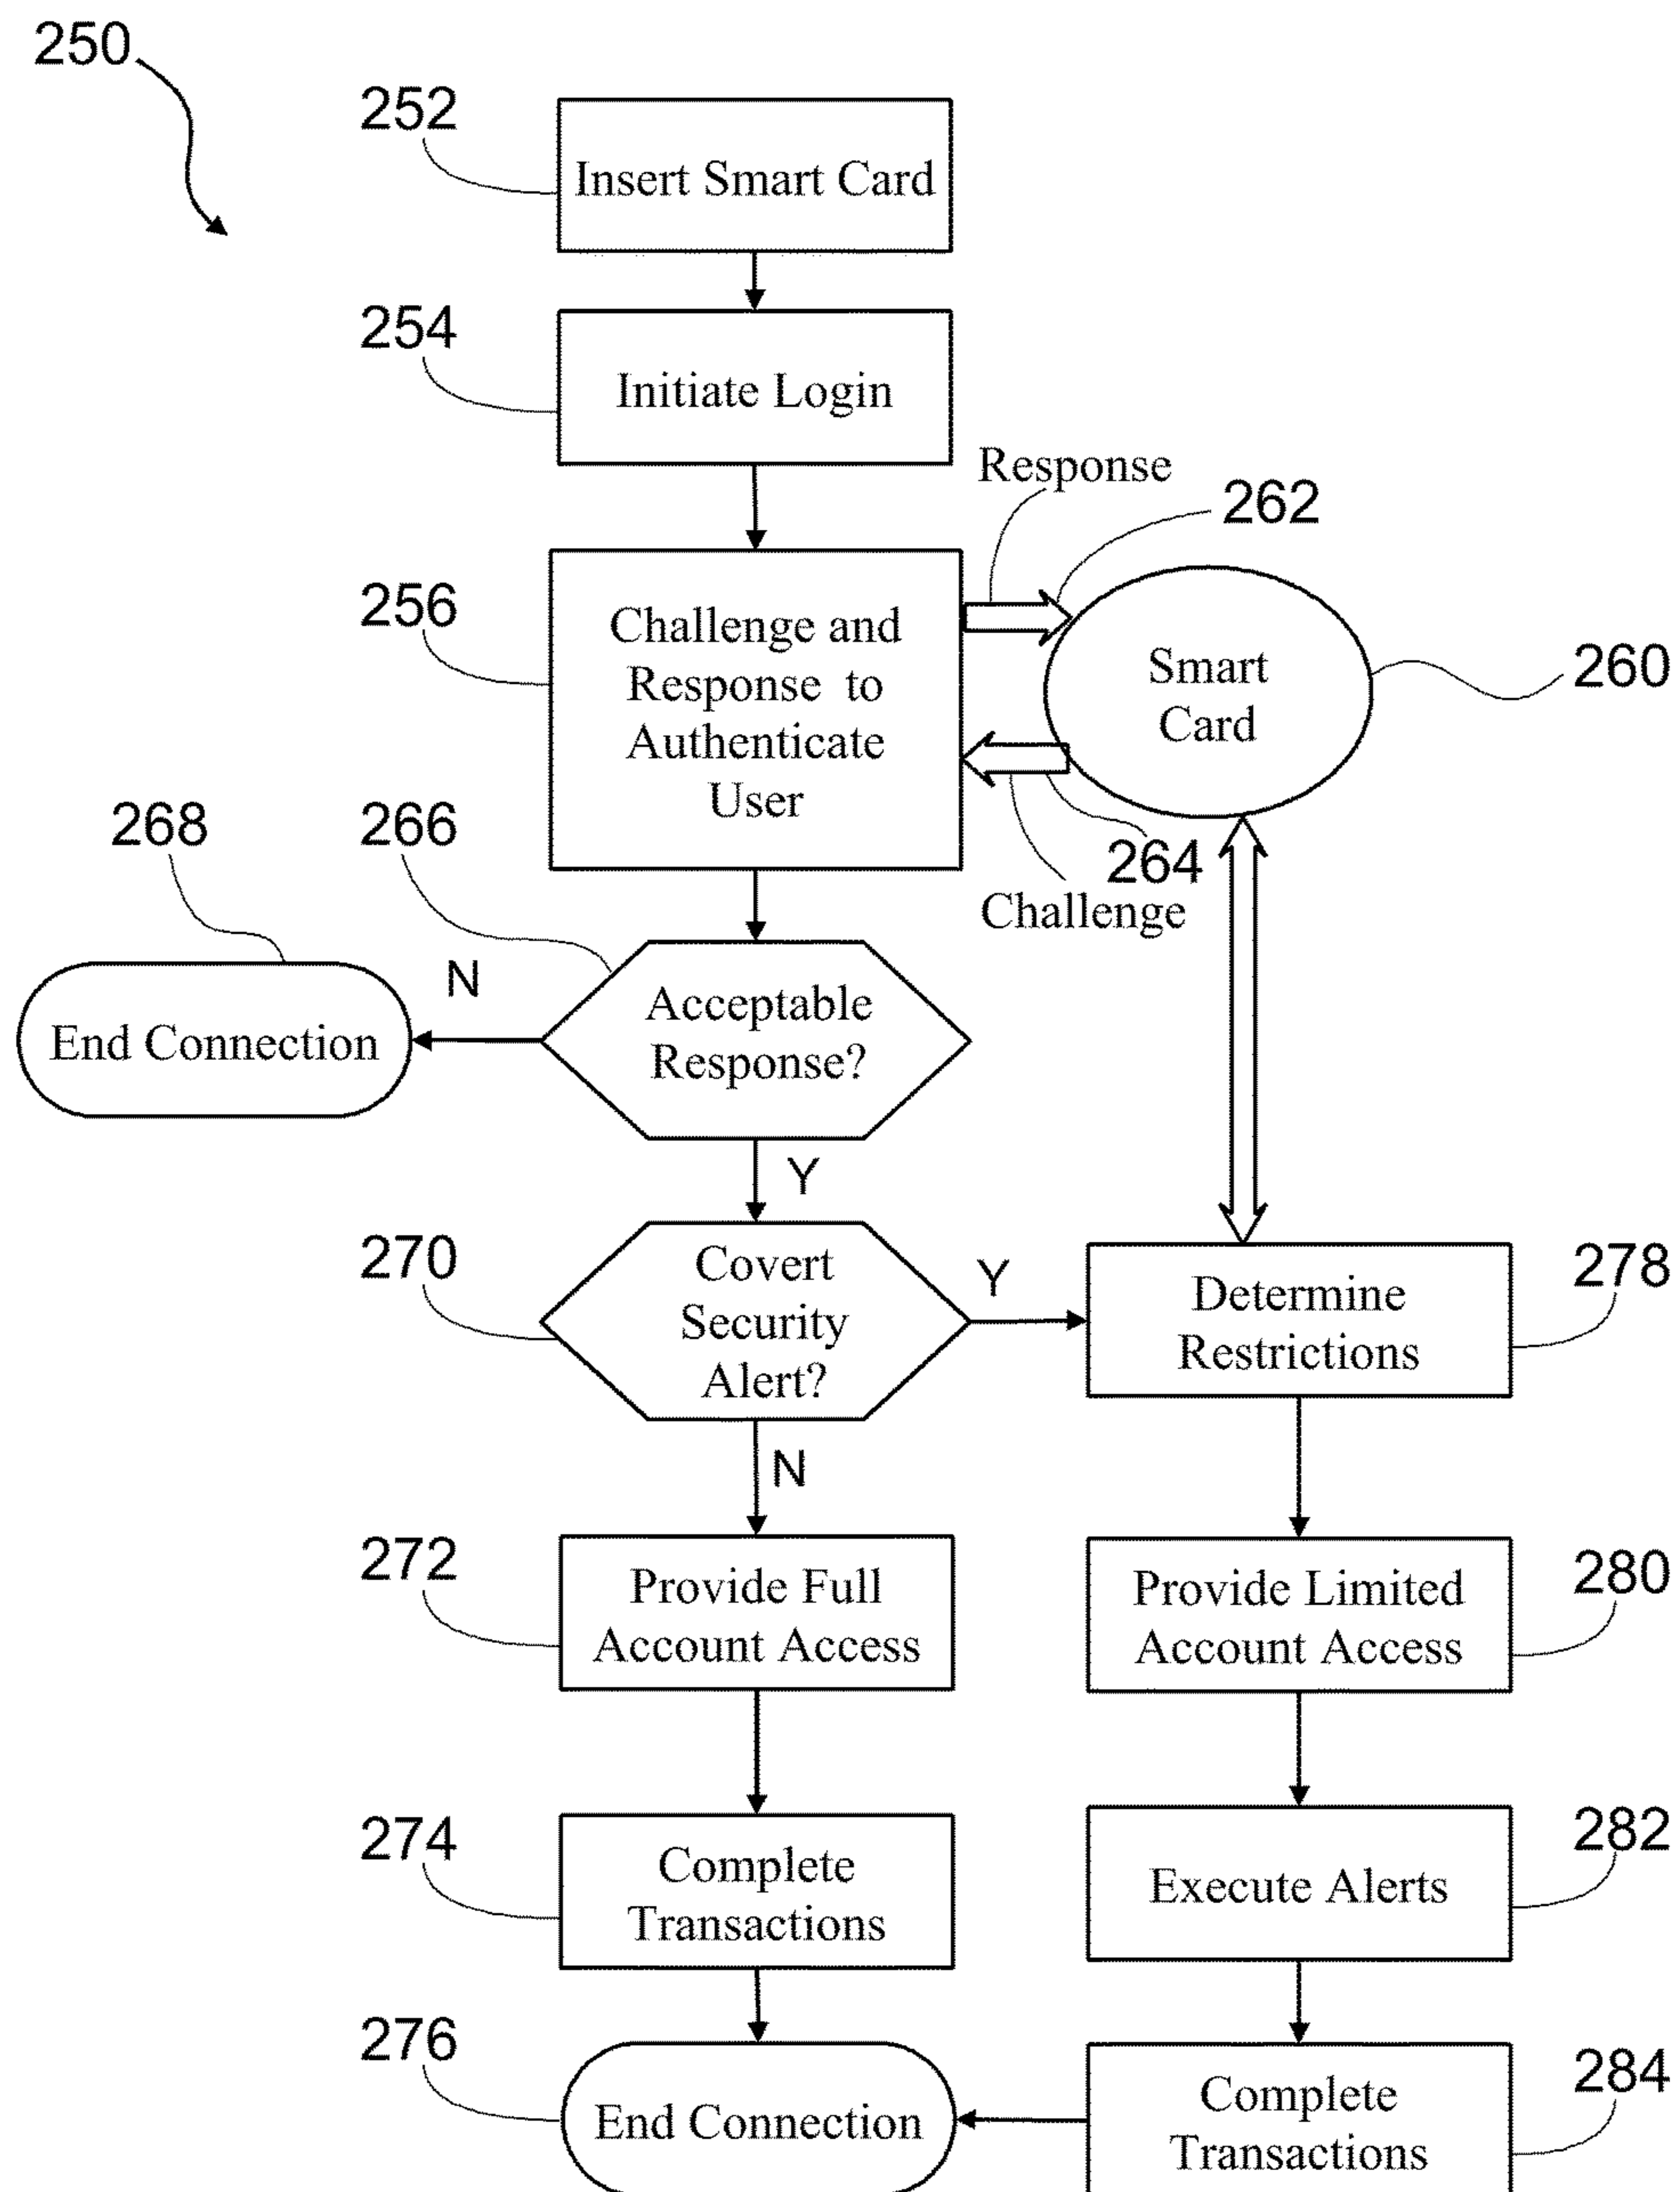 250
252
Insert Smart Card
254
Initiate Login
Response
262
256
Challenge and
Response to
Authenticate
User
Smart
Card
260
264
Challenge
268
266
N
End Connection
Acceptable
Response?
Y
270
Covert
Security
Alert?
Y
278
Determine
Restrictions
N
272
Provide Full
Account Access
280
Provide Limited
Account Access
274
Complete
Transactions
282
Execute Alerts
276
End Connection
284
Complete
Transactions